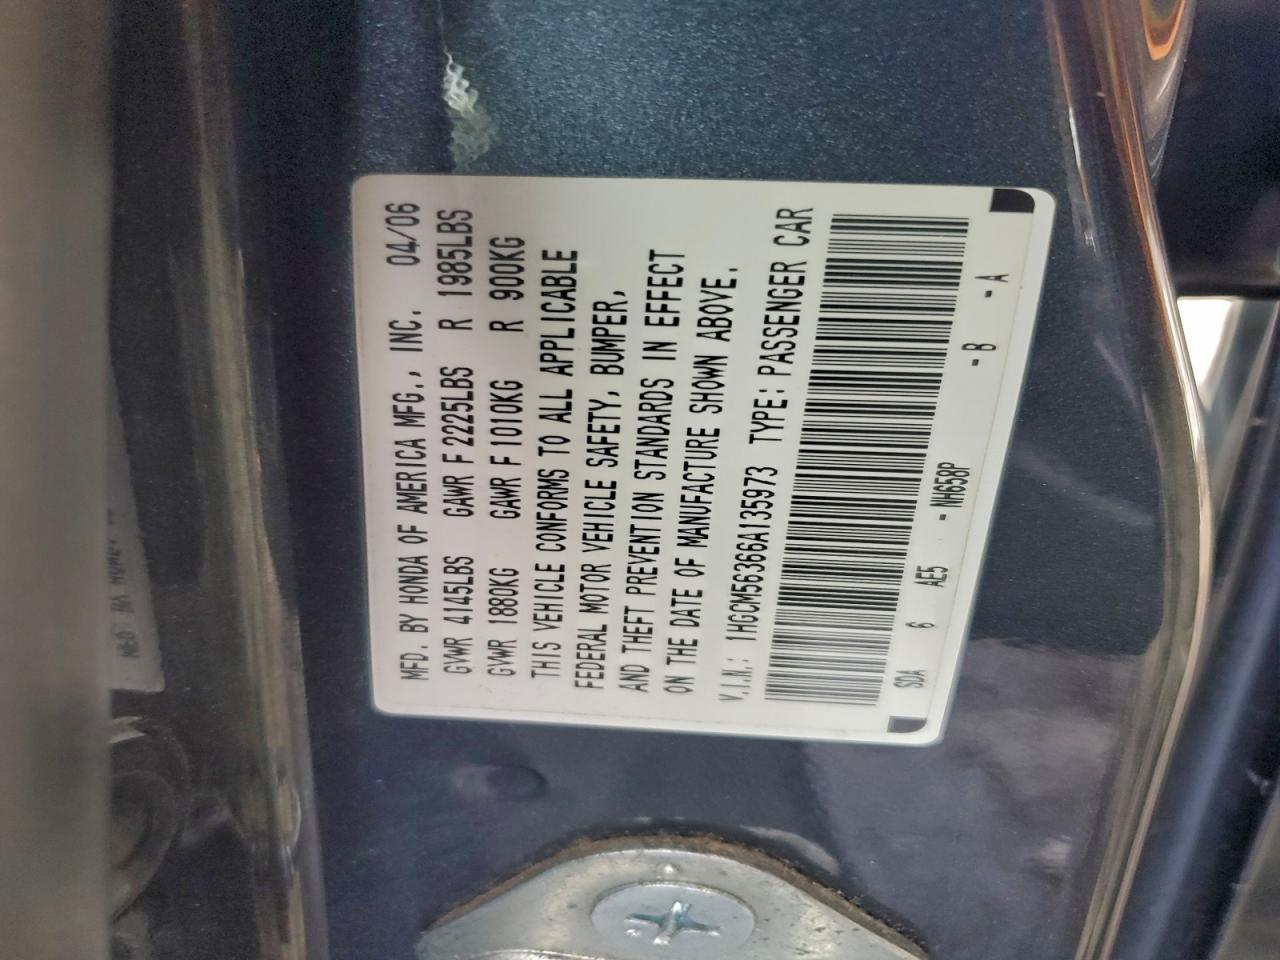 MFD. BY HONDA OF AMERICA MFG., INC. 04/06
GVWR 4145LBS GAWR F 2225LBS R 1985LBS
GVWR 1880KG GAWR F 1010KG R 900KG
THIS VEHICLE CONFORMS TO ALL APPLICABLE
FEDERAL MOTOR VEHICLE SAFETY, BUMPER,
AND THEFT PREVENTION STANDARDS IN EFFECT
ON THE DATE OF MANUFACTURE SHOWN ABOVE.
V.I.N.: 1HGCM56366A135973 TYPE: PASSENGER CAR
SDA 6 AE5 - NH658P - B - A